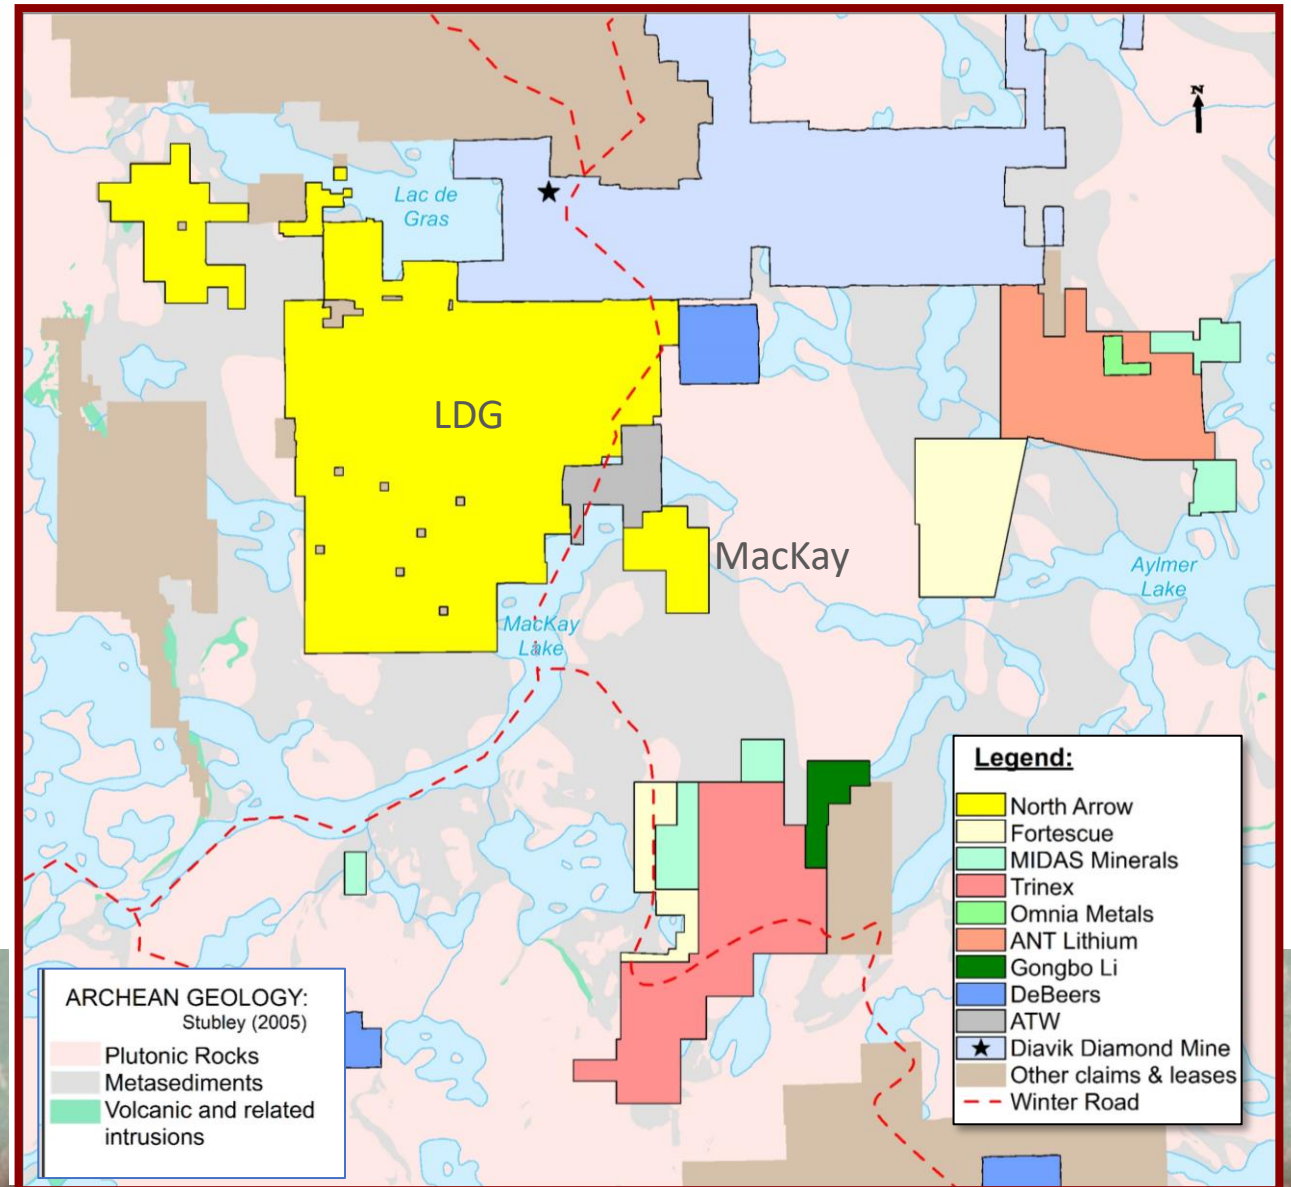 N
Lac de
Gras
LDG
MacKay
Aylmer
Lake
MacKay
Lake
Legend:
North Arrow
Fortescue
MIDAS Minerals
Trinex
Omnia Metals
ANT Lithium
Gongbo Li
DeBeers
ATW
Diavik Diamond Mine
Other claims & leases
Winter Road
ARCHEAN GEOLOGY:
Stubley (2005)
Plutonic Rocks
Metasediments
Volcanic and related
intrusions